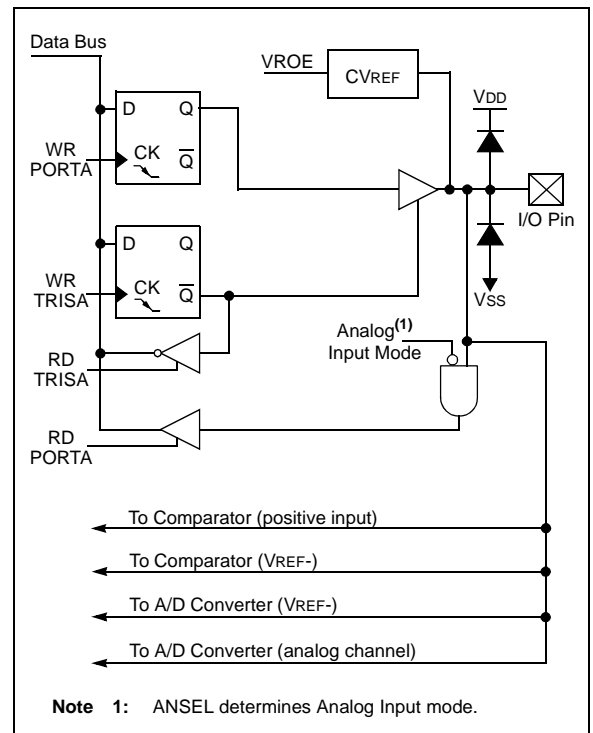 Data Bus
VROE
CVREF
VDD
D Q
WR
PORTA
CK Q
I/O Pin
D Q
WR
TRISA
CK Q
VSS
Analog(1)
Input Mode
RD
TRISA
RD
PORTA
To Comparator (positive input)
To Comparator (VREF-)
To A/D Converter (VREF-)
To A/D Converter (analog channel)
Note 1: ANSEL determines Analog Input mode.